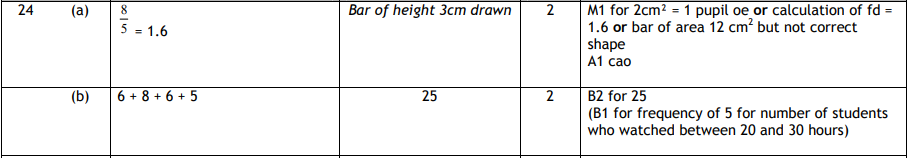 24 (a) 8/5 = 1.6 Bar of height 3cm drawn 2 M1 for 2cm² = 1 pupil oe or calculation of fd =
1.6 or bar of area 12 cm² but not correct
shape
A1 cao
(b) 6 + 8 + 6 + 5 25 2 B2 for 25
(B1 for frequency of 5 for number of students
who watched between 20 and 30 hours)